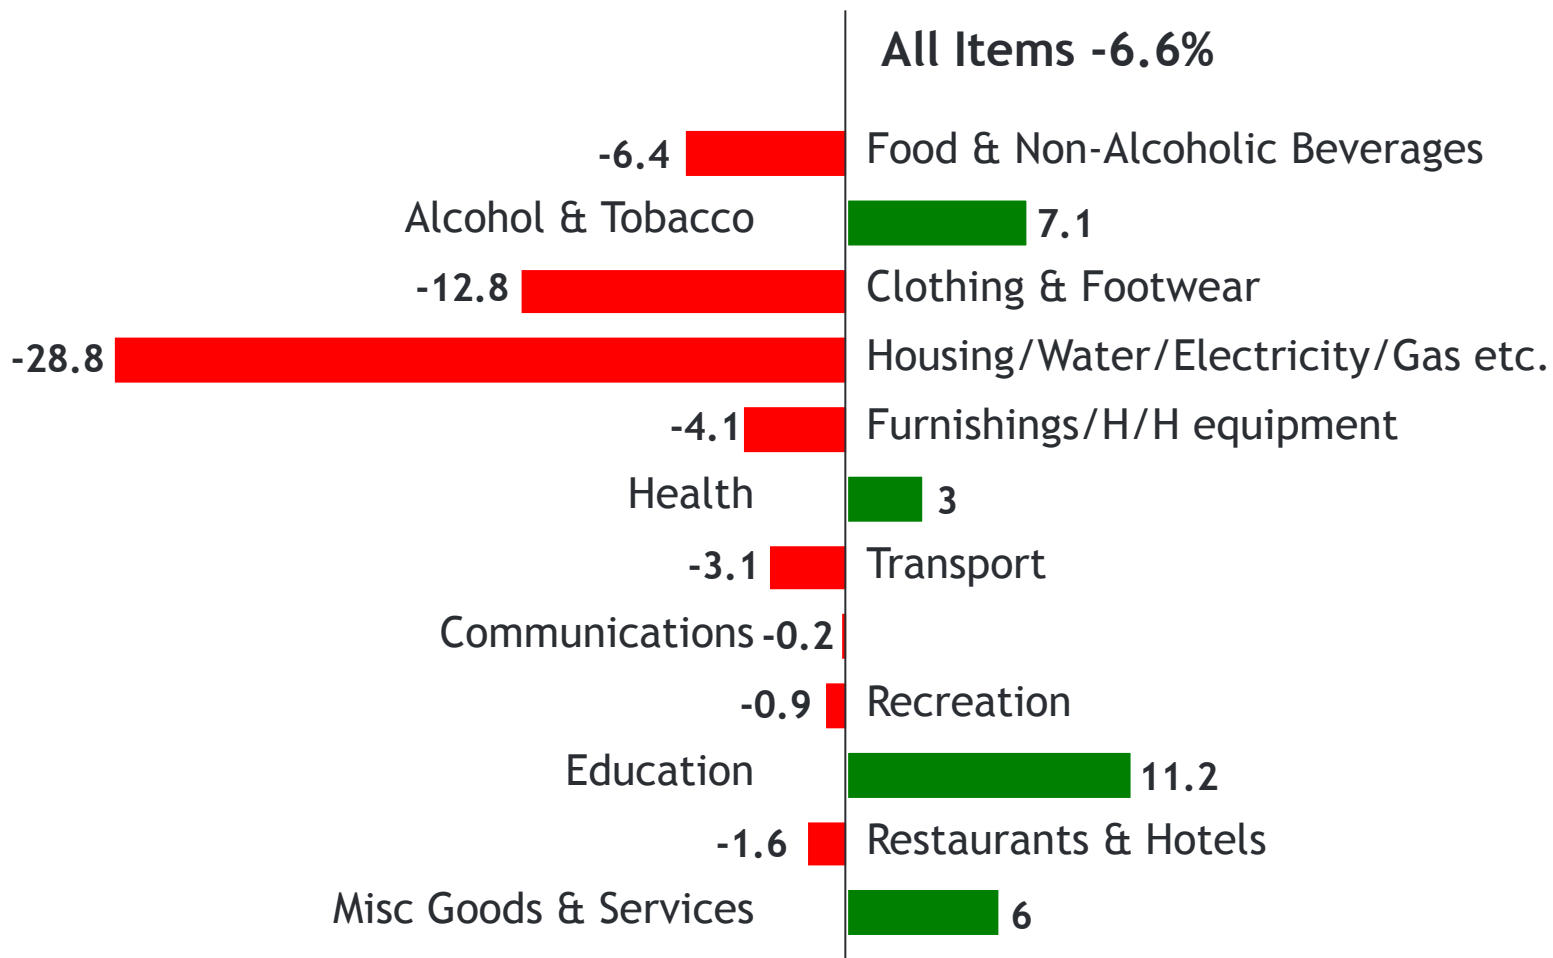 All Items -6.6%
-6.4 Food & Non-Alcoholic Beverages
Alcohol & Tobacco 7.1
-12.8 Clothing & Footwear
-28.8 Housing/Water/Electricity/Gas etc.
-4.1 Furnishings/H/H equipment
Health 3
-3.1 Transport
Communications -0.2
-0.9 Recreation
Education 11.2
-1.6 Restaurants & Hotels
Misc Goods & Services 6